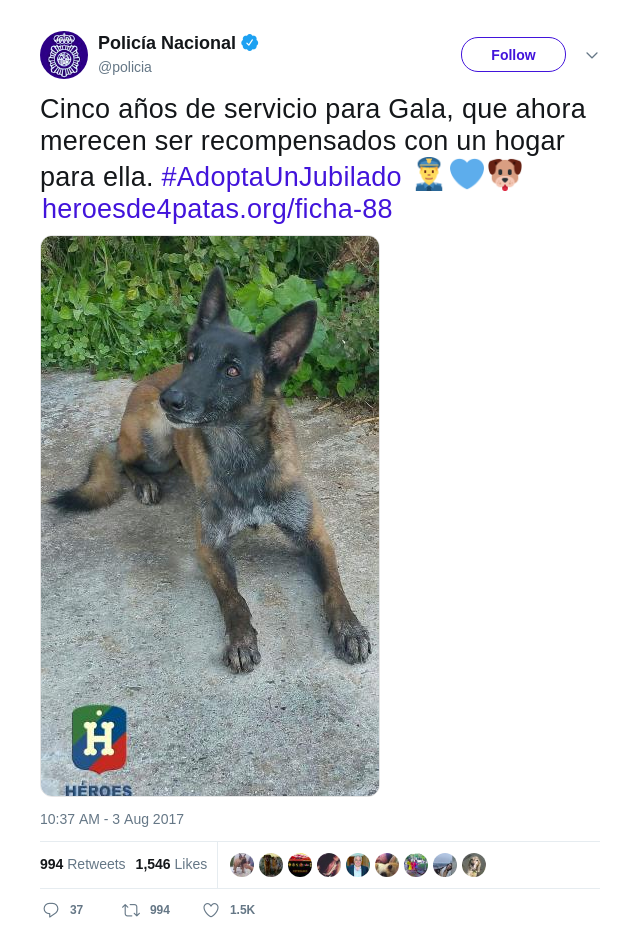 Policía Nacional
@policia
Follow
Cinco años de servicio para Gala, que ahora
merecen ser recompensados con un hogar
para ella. #AdoptaUnJubilado 👮💙🐶
heroesde4patas.org/ficha-88
H
HÉROES
10:37 AM - 3 Aug 2017
994 Retweets 1,546 Likes
37 994 1.5K